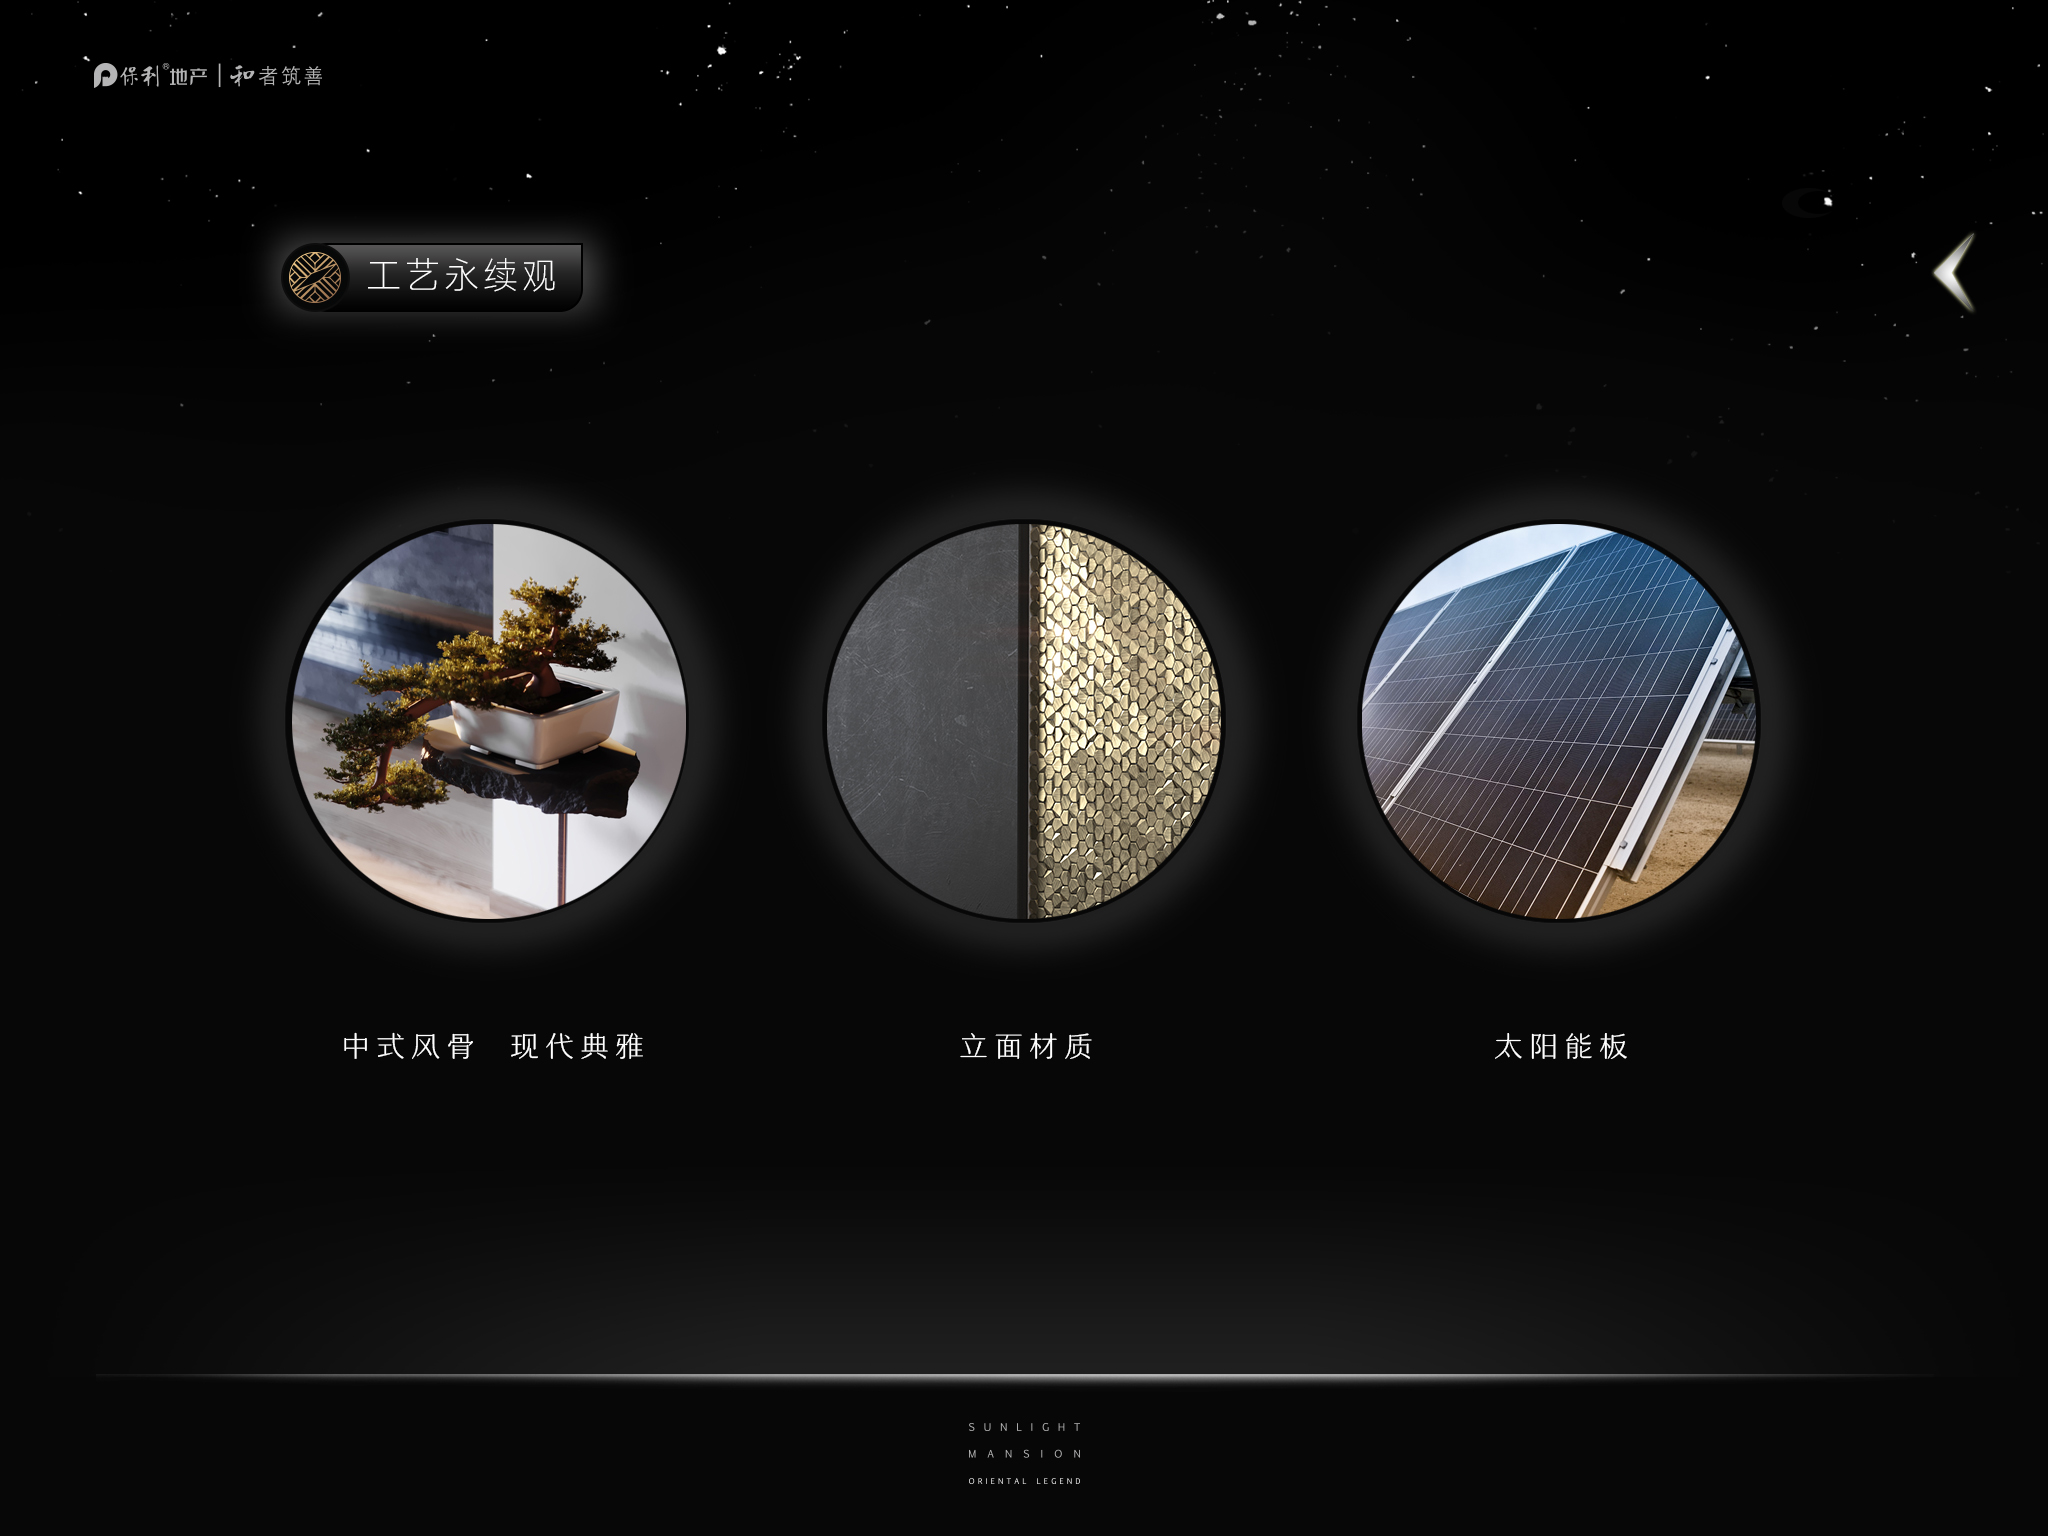 保利®地产 | 和者筑善
工艺永续观
中式风骨 现代典雅
立面材质
太阳能板
SUNLIGHT
MANSION
ORIENTAL LEGEND